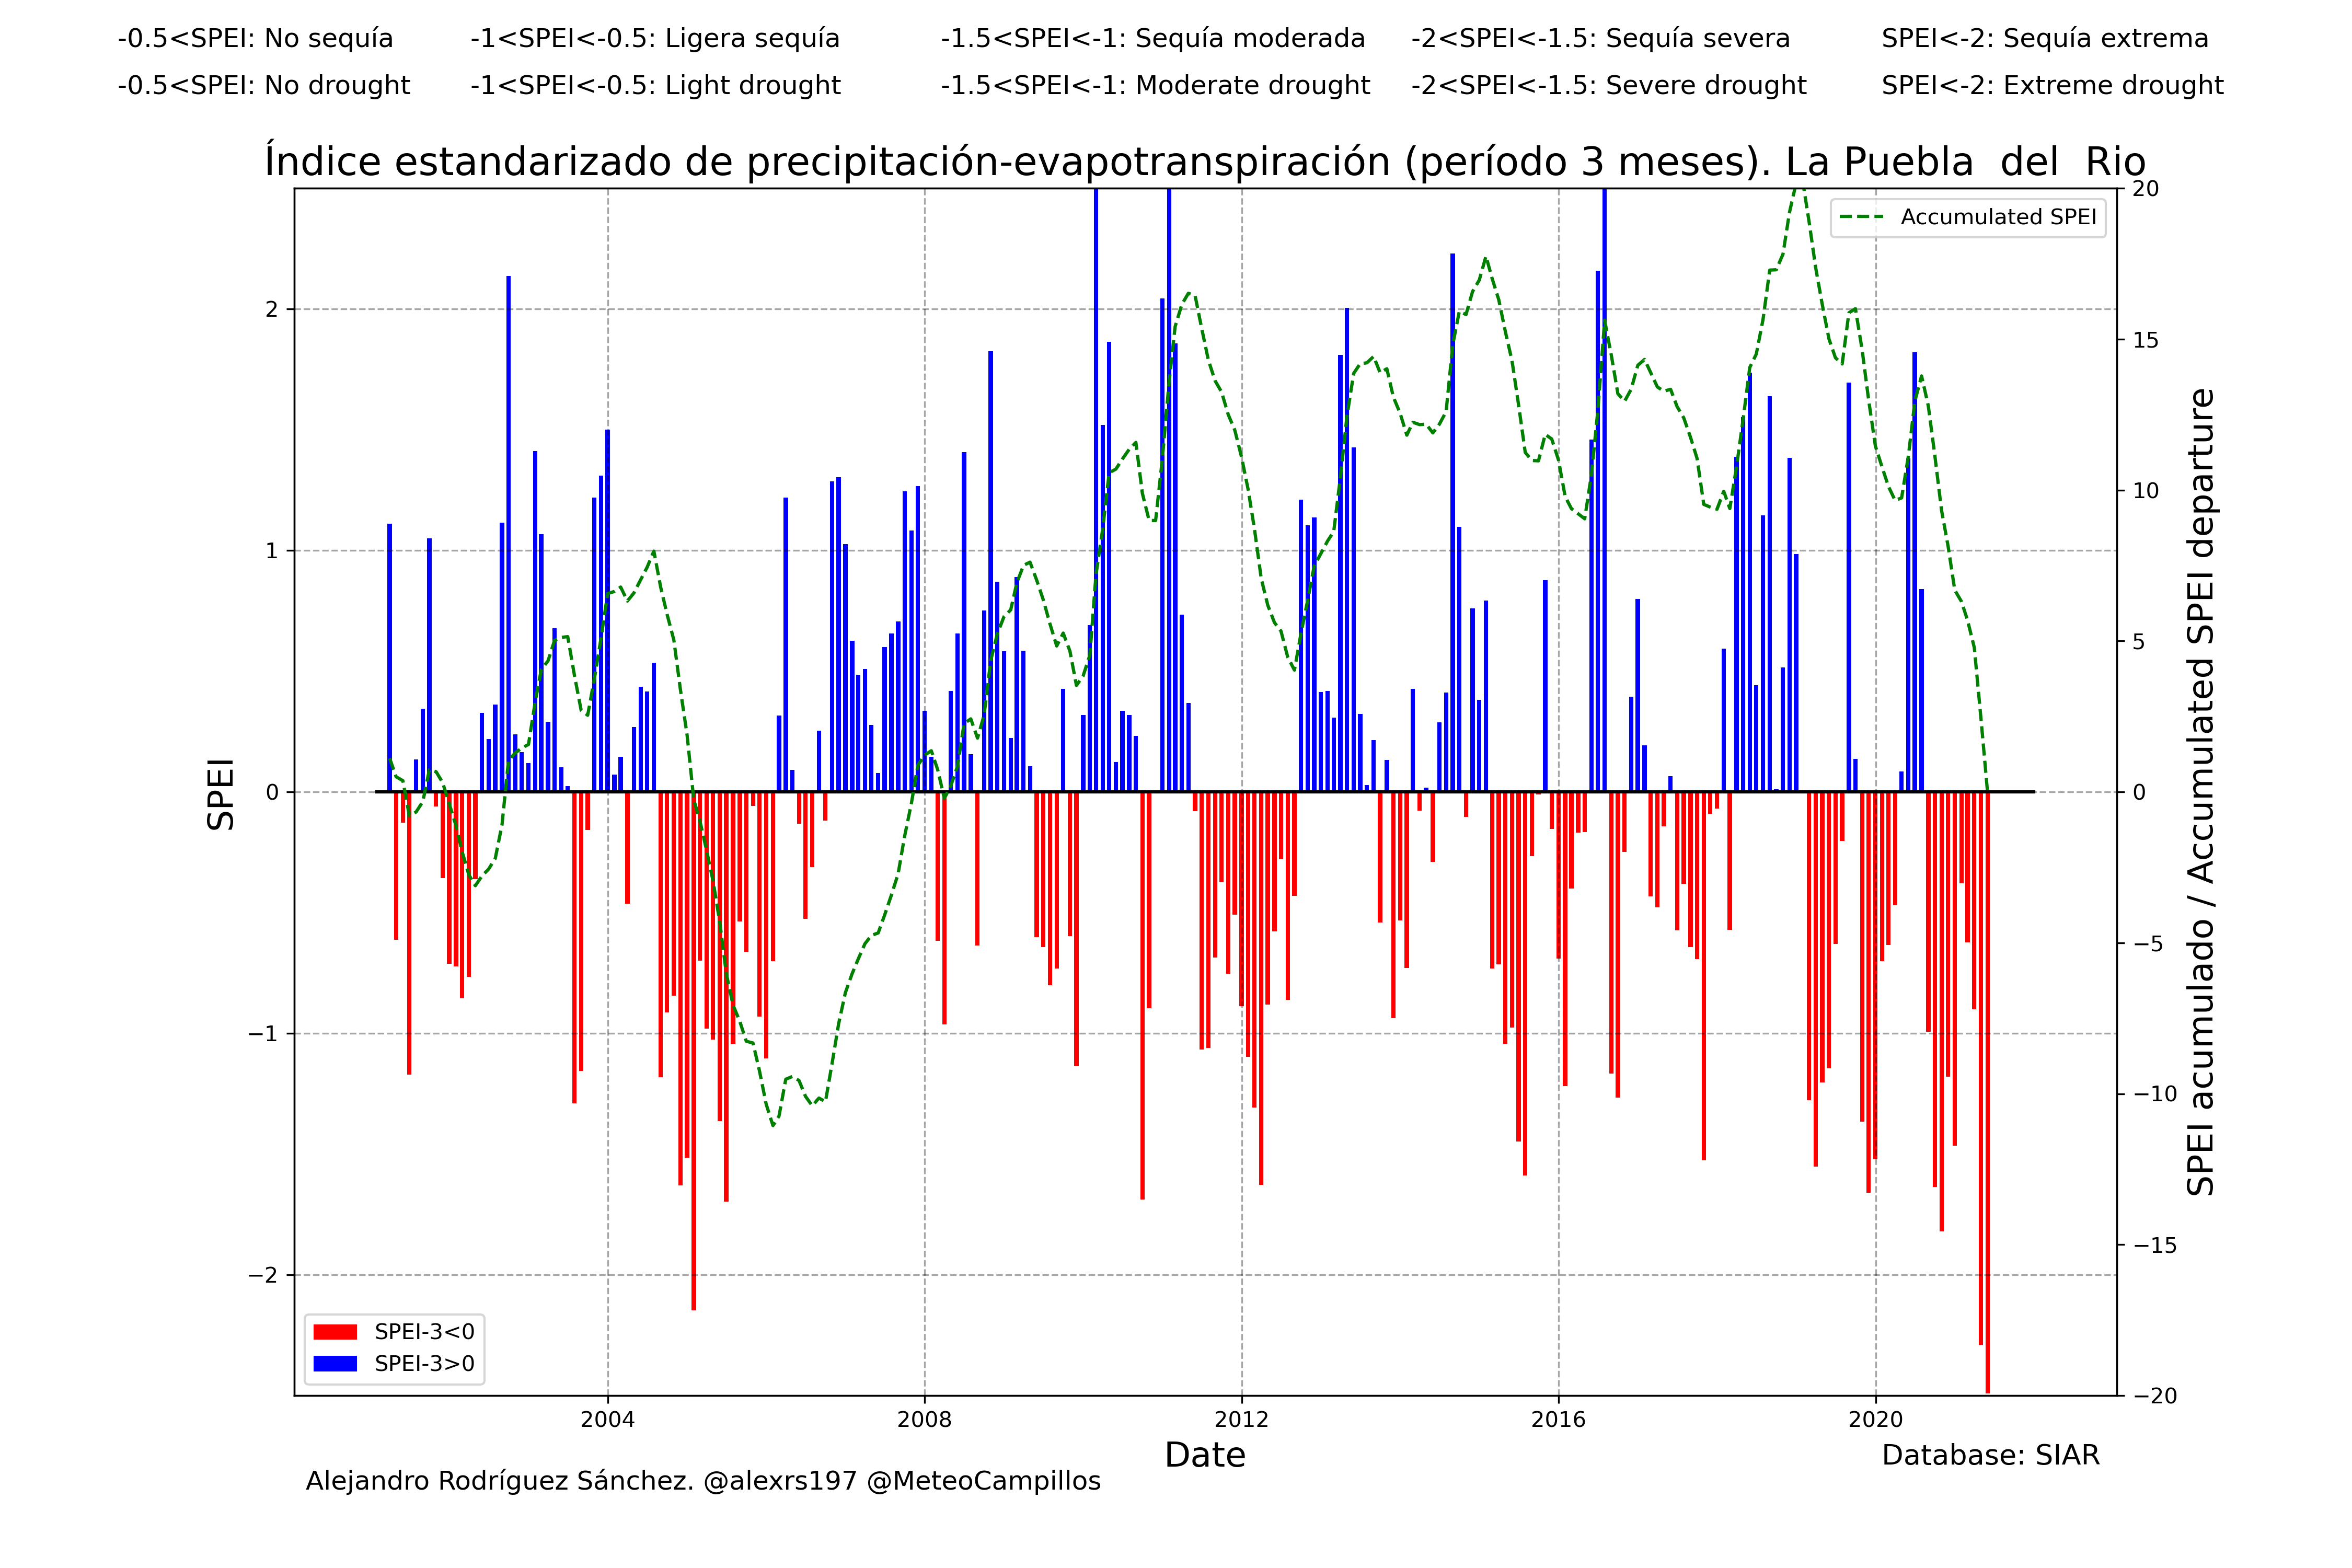 -0.5<SPEI: No sequía -1<SPEI<-0.5: Ligera sequía -1.5<SPEI<-1: Sequía moderada -2<SPEI<-1.5: Sequía severa SPEI<-2: Sequía extrema
-0.5<SPEI: No drought -1<SPEI<-0.5: Light drought -1.5<SPEI<-1: Moderate drought -2<SPEI<-1.5: Severe drought SPEI<-2: Extreme drought
Índice estandarizado de precipitación-evapotranspiración (período 3 meses). La Puebla  del  Rio
Accumulated SPEI
SPEI
2
1
0
−1
−2
20
15
10
5
0
−5
−10
−15
−20
SPEI acumulado / Accumulated SPEI departure
SPEI-3<0
SPEI-3>0
2004 2008 2012 2016 2020
Date
Database: SIAR
Alejandro Rodríguez Sánchez. @alexrs197 @MeteoCampillos